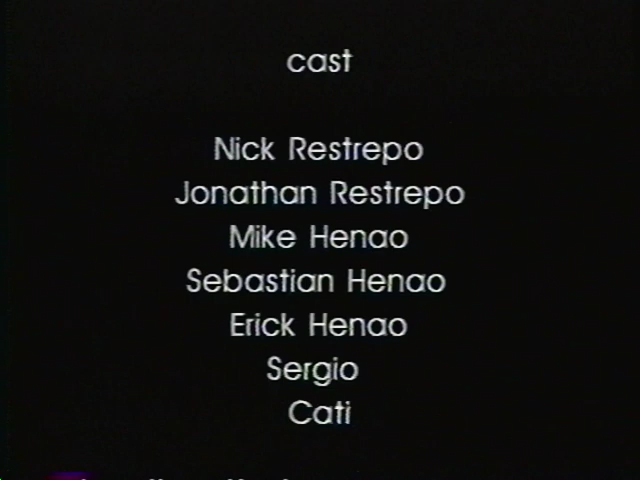 cast
Nick Restrepo
Jonathan Restrepo
Mike Henao
Sebastian Henao
Erick Henao
Sergio
Cati